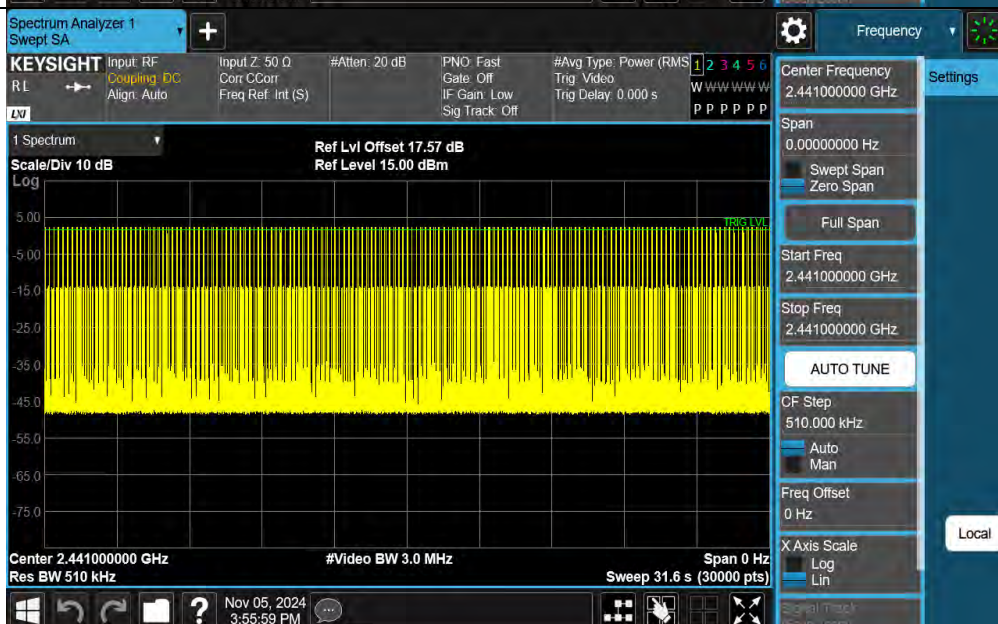 Spectrum Analyzer 1
Swept SA
+
Frequency
KEYSIGHT
RL
LXI
Input: RF
Coupling: DC
Align: Auto
Input Z: 50 Ω
Corr CCorr
Freq Ref: Int (S)
#Atten: 20 dB
PNO: Fast
Gate: Off
IF Gain: Low
Sig Track: Off
#Avg Type: Power (RMS
Trig: Video
Trig Delay: 0.000 s
1 2 3 4 5 6
W W W W W W
P P P P P P
1 Spectrum
Scale/Div 10 dB
Log
Ref Lvl Offset 17.57 dB
Ref Level 15.00 dBm
TRIG LVL
5.00
-5.00
-15.0
-25.0
-35.0
-45.0
-55.0
-65.0
-75.0
Center 2.441000000 GHz
Res BW 510 kHz
#Video BW 3.0 MHz
Span 0 Hz
Sweep 31.6 s (30000 pts)
Center Frequency
2.441000000 GHz
Span
0.00000000 Hz
Swept Span
Zero Span
Full Span
Start Freq
2.441000000 GHz
Stop Freq
2.441000000 GHz
AUTO TUNE
CF Step
510.000 kHz
Auto
Man
Freq Offset
0 Hz
X Axis Scale
Log
Lin
Signal Track
Settings
Local
?
Nov 05, 2024
3:55:59 PM